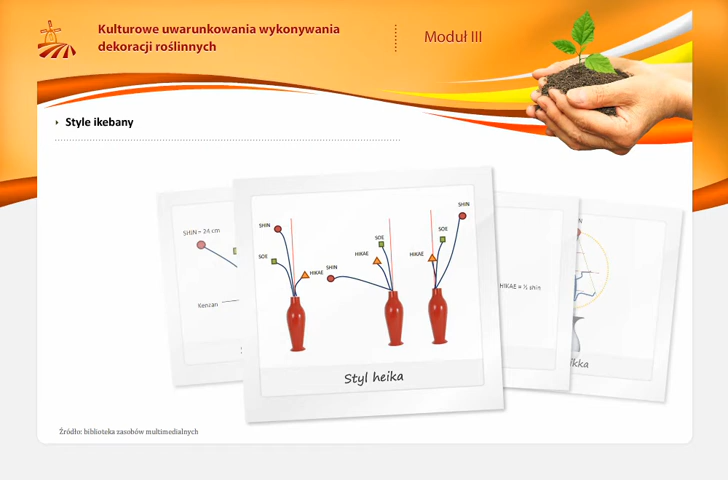 Kulturowe uwarunkowania wykonywania
dekoracji roślinnych
Moduł III
Style ikebany
SHIN = 24 cm
Kenzan
SHIN
SOE
HIKAE
SHIN
HIKAE
SOE
HIKAE
SOE
SHIN
HIKAE = ½ shin
Styl heika
Źródło: biblioteka zasobów multimedialnych